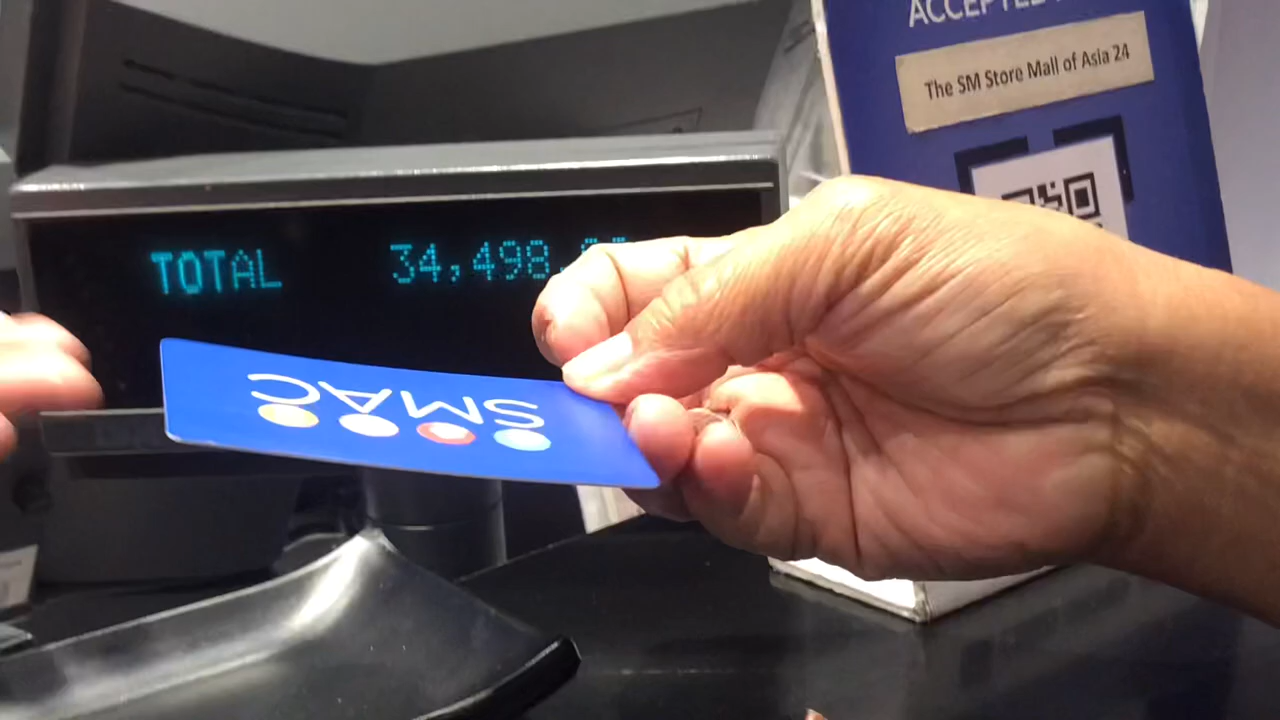 ACCEPTED
The SM Store Mall of Asia 24
TOTAL 34,498.
SMAC